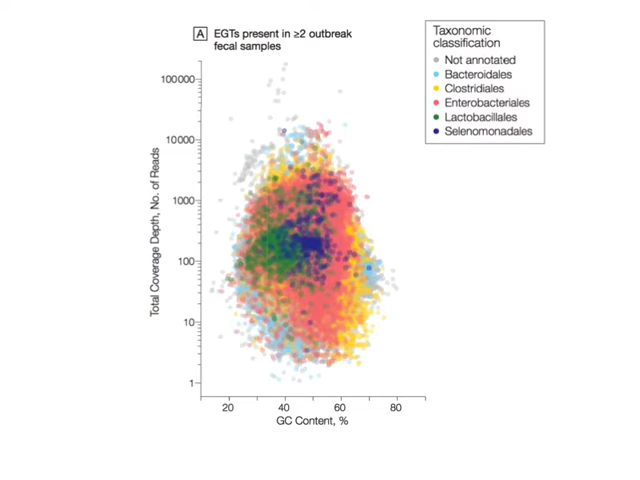 A EGTs present in ≥2 outbreak
fecal samples
Taxonomic
classification
Not annotated
Bacteroidales
Clostridiales
Enterobacteriales
Lactobacillales
Selenomonadales
Total Coverage Depth, No. of Reads
100000
10000
1000
100
10
1
20 40 60 80
GC Content, %